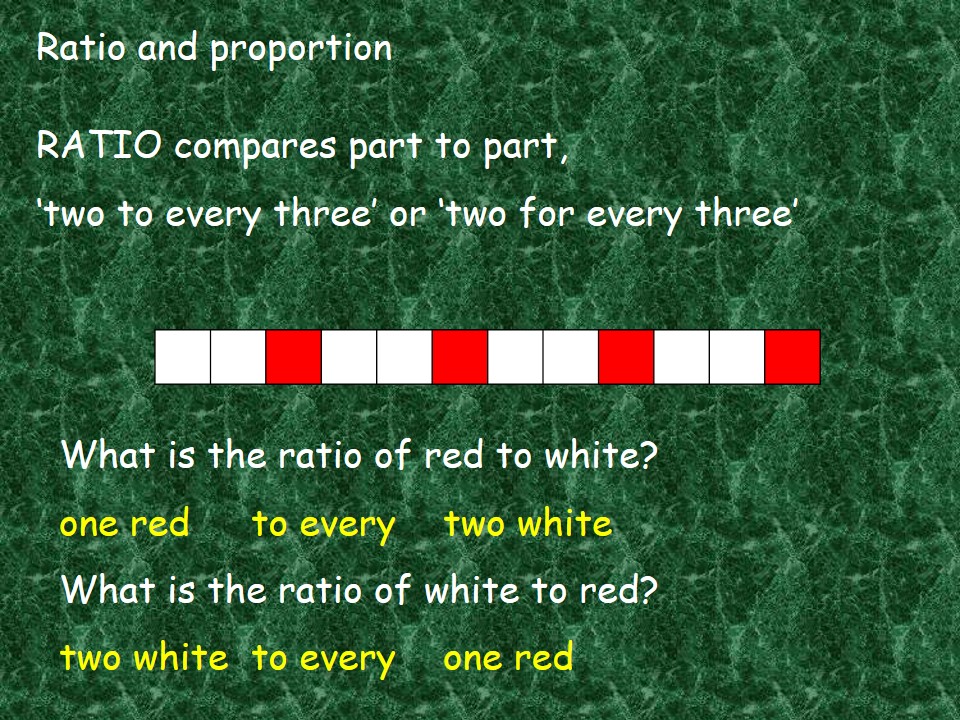 Ratio and proportion
RATIO compares part to part,
‘two to every three’ or ‘two for every three’
What is the ratio of red to white?
one red to every two white
What is the ratio of white to red?
two white to every one red